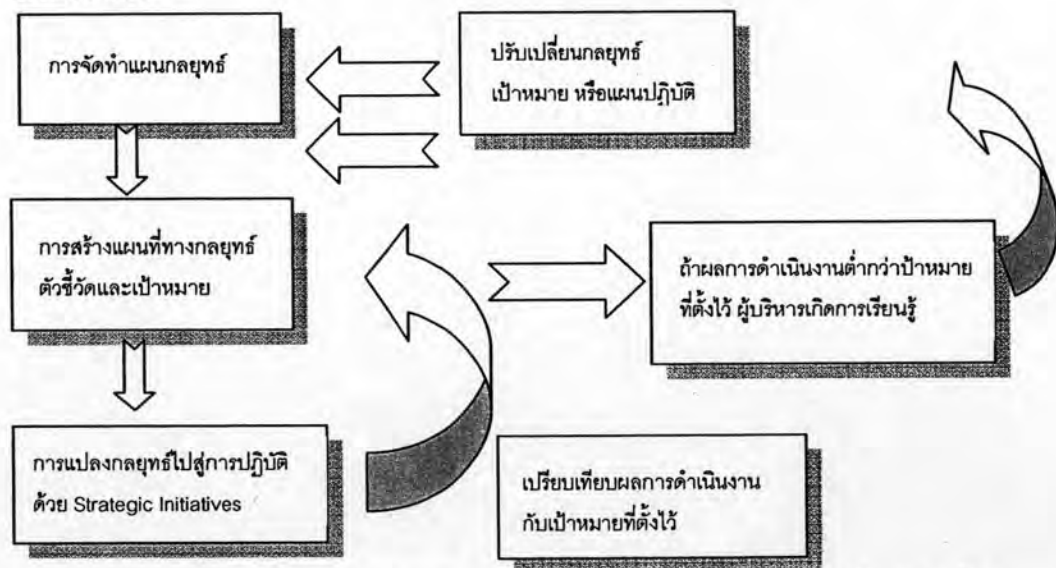 การจัดทำแผนกลยุทธ์
ปรับเปลี่ยนกลยุทธ์
เป้าหมาย หรือแผนปฏิบัติ
การสร้างแผนที่ทางกลยุทธ์
ตัวชี้วัดและเป้าหมาย
ถ้าผลการดำเนินงานต่ำกว่าป้าหมาย
ที่ตั้งไว้ ผู้บริหารเกิดการเรียนรู้
การแปลงกลยุทธ์ไปสู่การปฏิบัติ
ด้วย Strategic Initiatives
เปรียบเทียบผลการดำเนินงาน
กับเป้าหมายที่ตั้งไว้